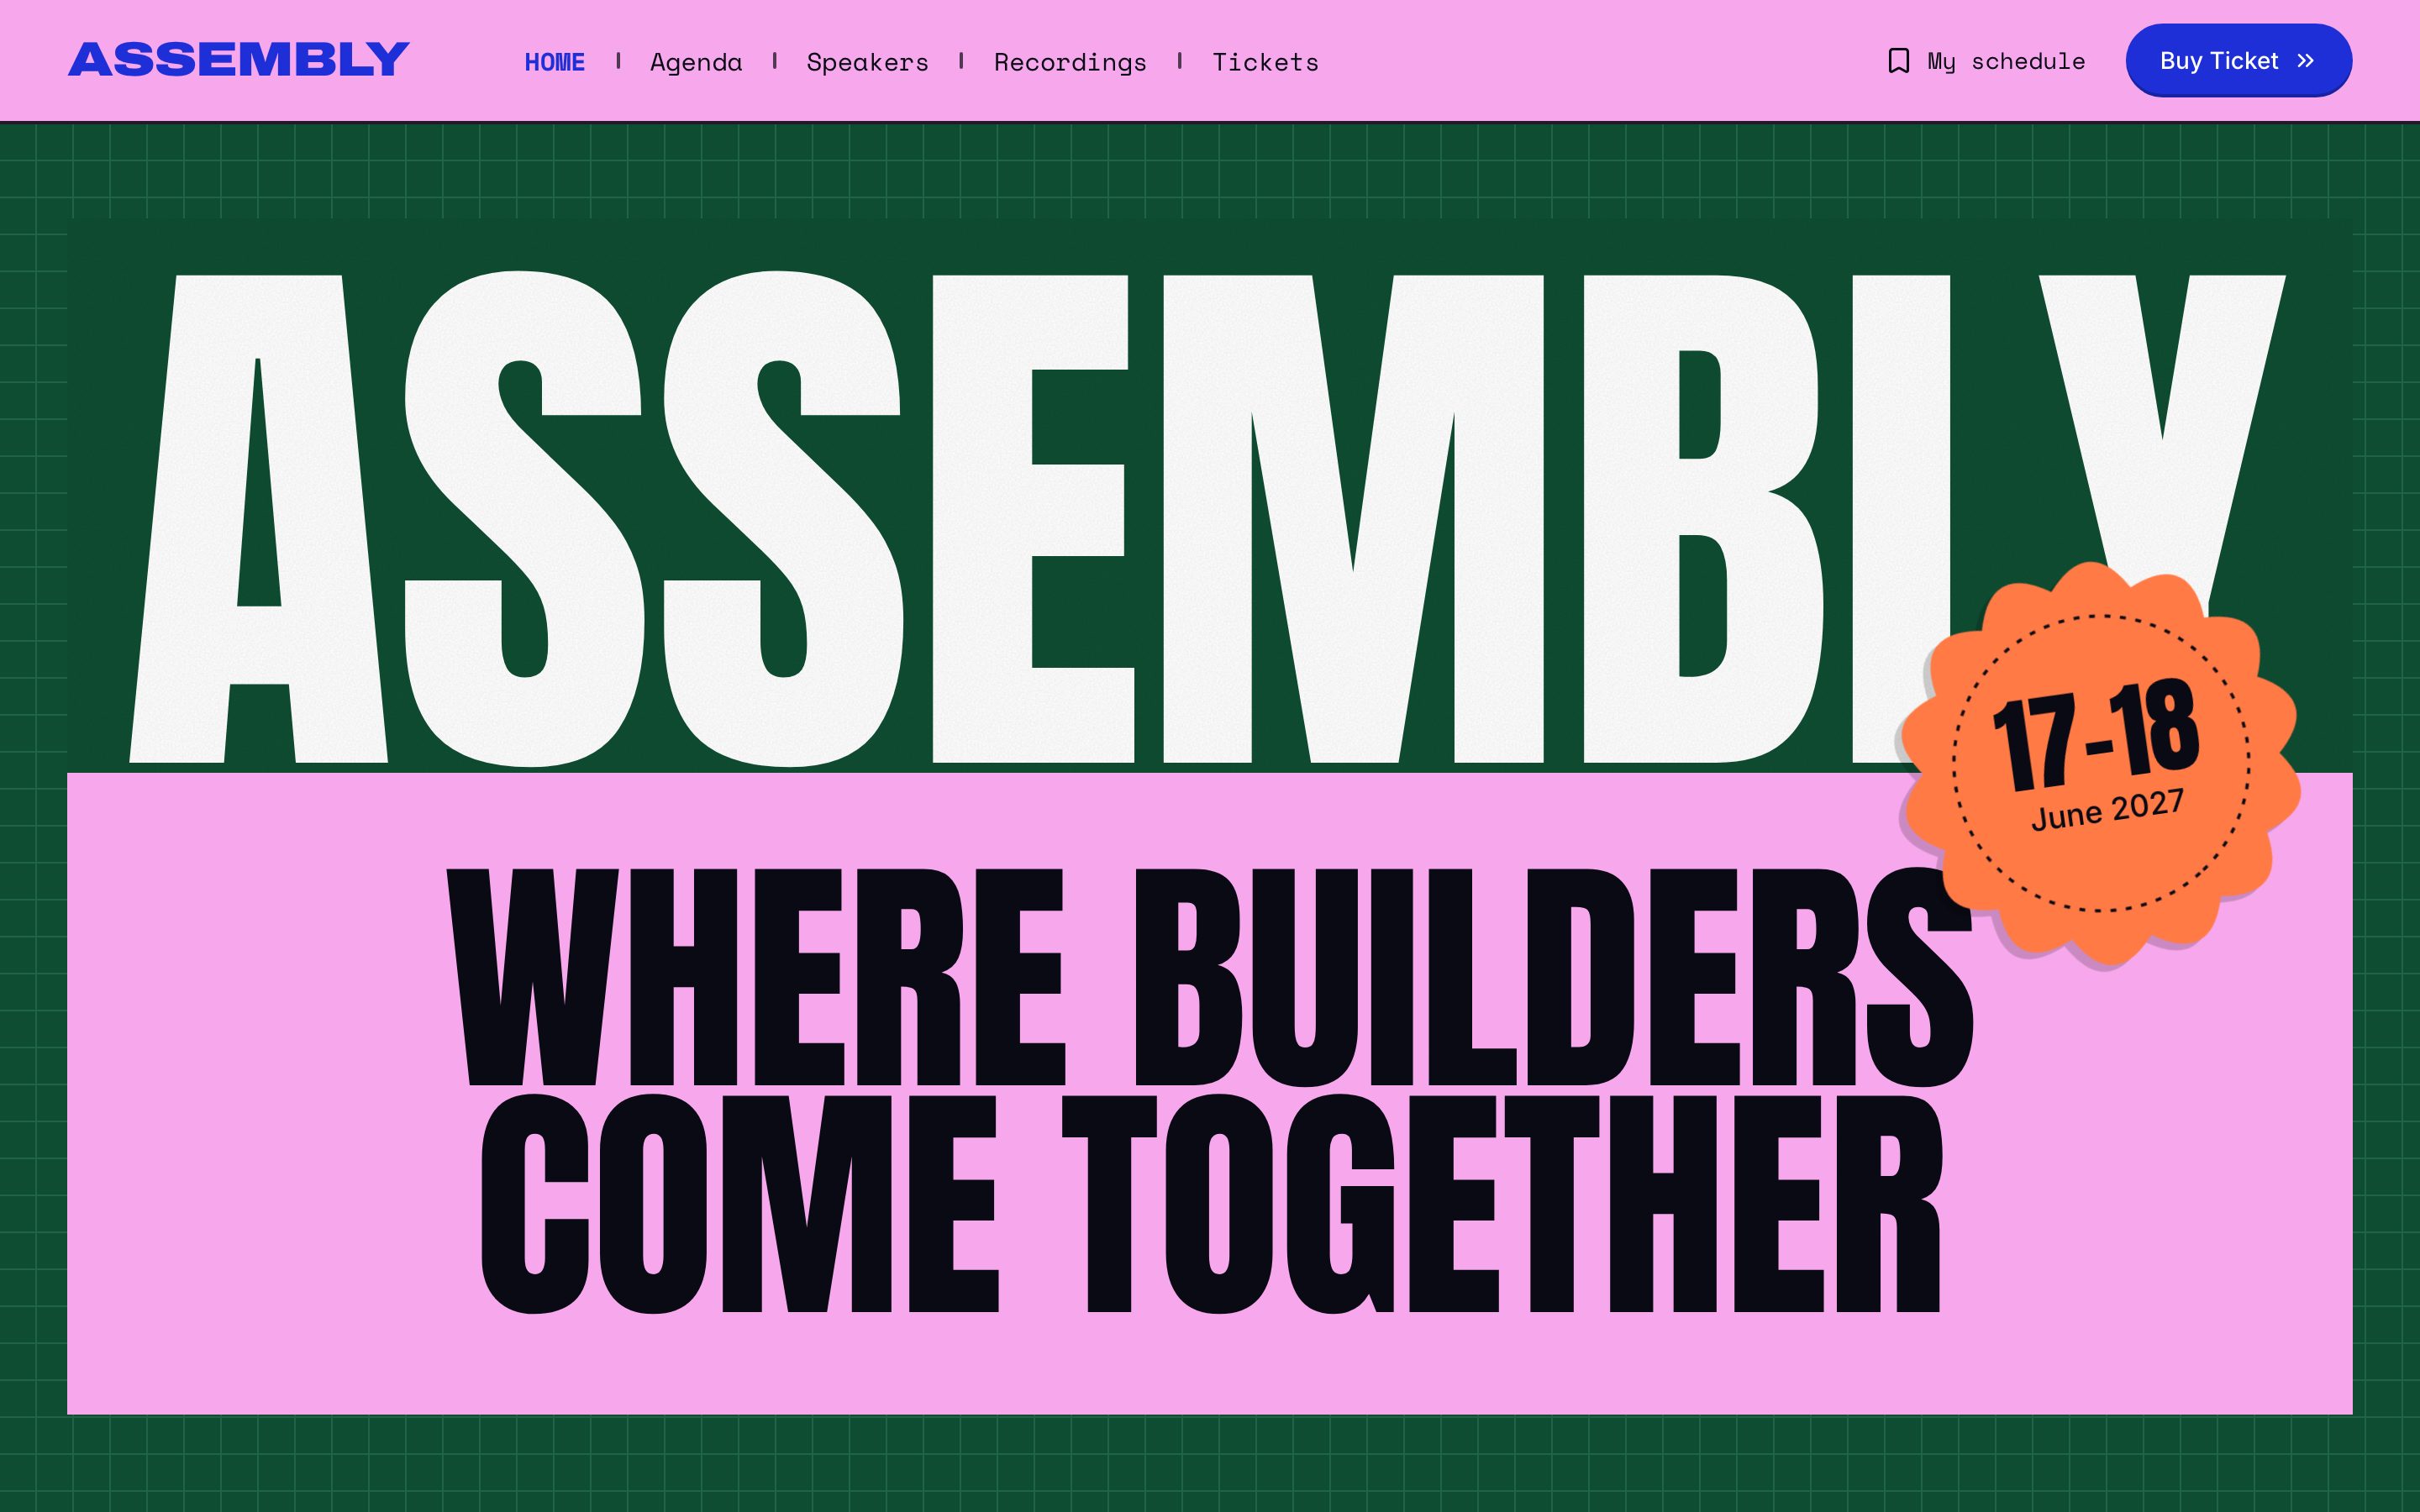 ASSEMBLY
HOME | Agenda | Speakers | Recordings | Tickets
My schedule
Buy Ticket »
ASSEMBLY
17-18
June 2027
WHERE BUILDERS
COME TOGETHER